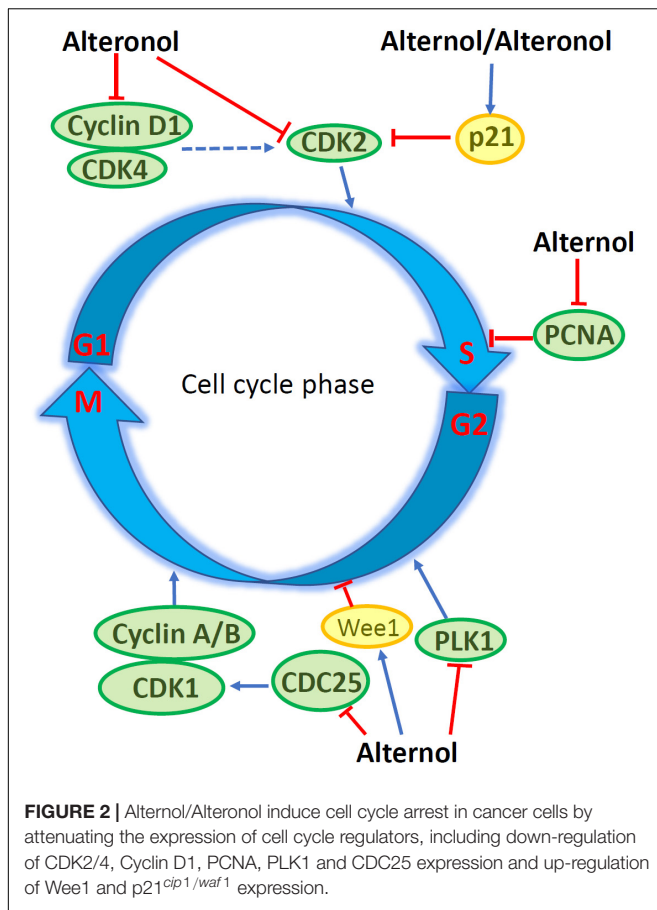 Alteronol
Alternol/Alteronol
Cyclin D1
CDK4
CDK2
p21
Alternol
PCNA
G1
S
Cell cycle phase
M
G2
Cyclin A/B
CDK1
CDC25
Wee1
PLK1
Alternol
FIGURE 2 | Alternol/Alteronol induce cell cycle arrest in cancer cells by
attenuating the expression of cell cycle regulators, including down-regulation
of CDK2/4, Cyclin D1, PCNA, PLK1 and CDC25 expression and up-regulation
of Wee1 and p21cip1/waf1 expression.